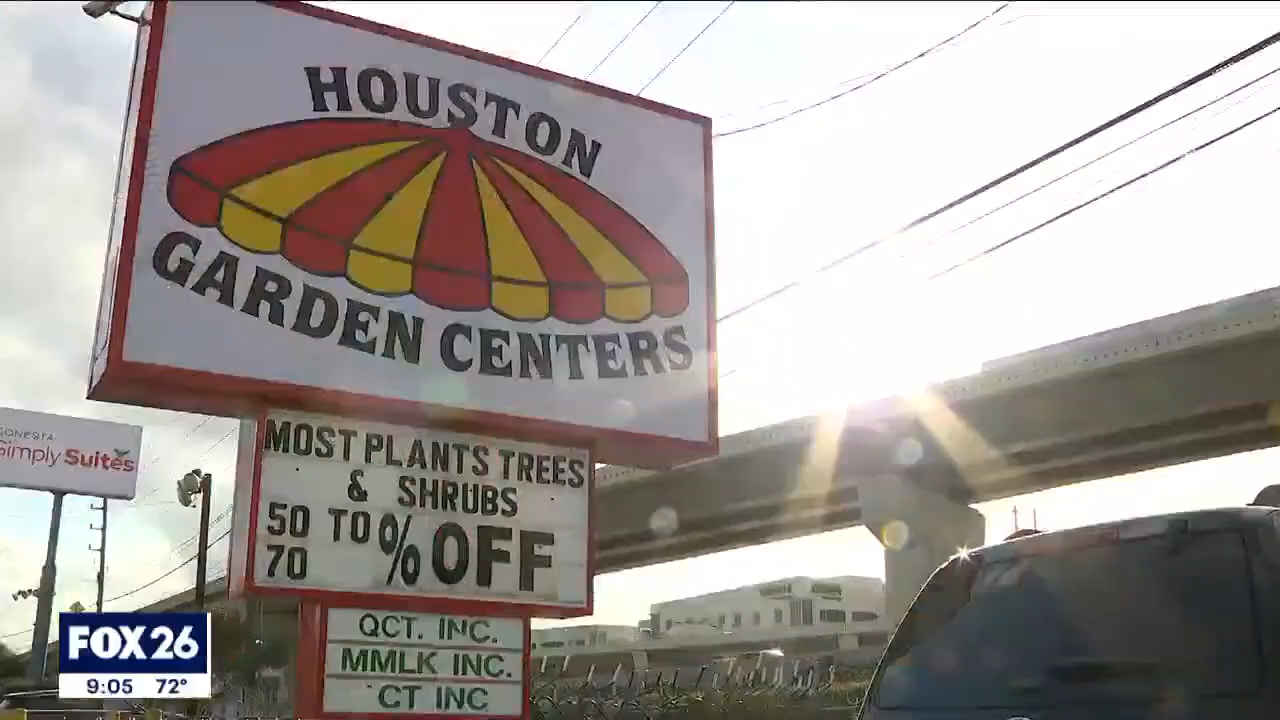 HOUSTON
GARDEN CENTERS
MOST PLANTS TREES
& SHRUBS
50 TO 70 % OFF
QCT. INC.
MMLK INC.
CT INC
SONESTA
Simply Suites
FOX 26
9:05 72°